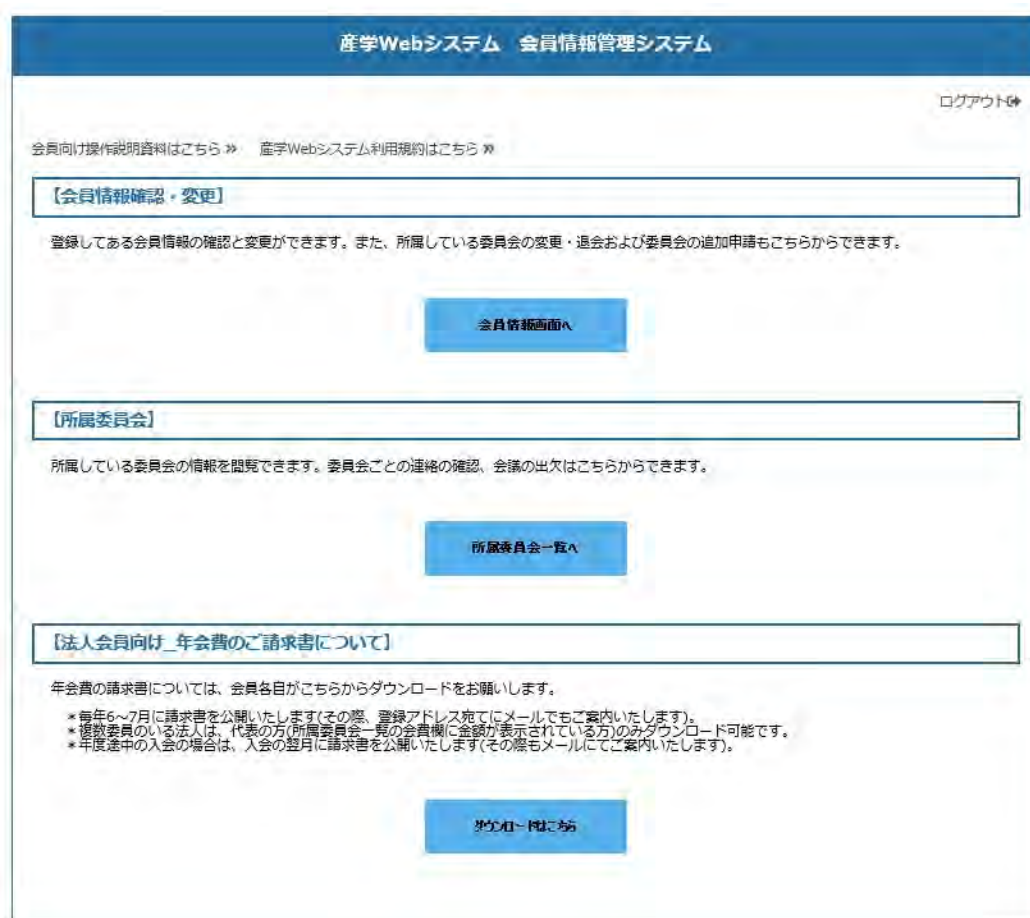 産学Webシステム　会員情報管理システム
ログアウト
会員向け操作説明資料はこちら »　産学Webシステム利用規約はこちら »
【会員情報確認・変更】
登録してある会員情報の確認と変更ができます。また、所属している委員会の変更・退会および委員会の追加申請もこちらからできます。
会員情報画面へ
【所属委員会】
所属している委員会の情報を閲覧できます。委員会ごとの連絡の確認、会議の出欠はこちらからできます。
所属委員会一覧へ
【法人会員向け_年会費のご請求書について】
年会費の請求書については、会員各自がこちらからダウンロードをお願いします。
＊毎年6～7月に請求書を公開いたします(その際、登録アドレス宛てにメールでもご案内いたします)。
＊複数委員のいる法人は、代表の方(所属委員会一覧の会費欄に金額が表示されている方)のみダウンロード可能です。
＊年度途中の入会の場合は、入会の翌月に請求書を公開いたします(その際もメールにてご案内いたします)。
ダウンロードはこちら